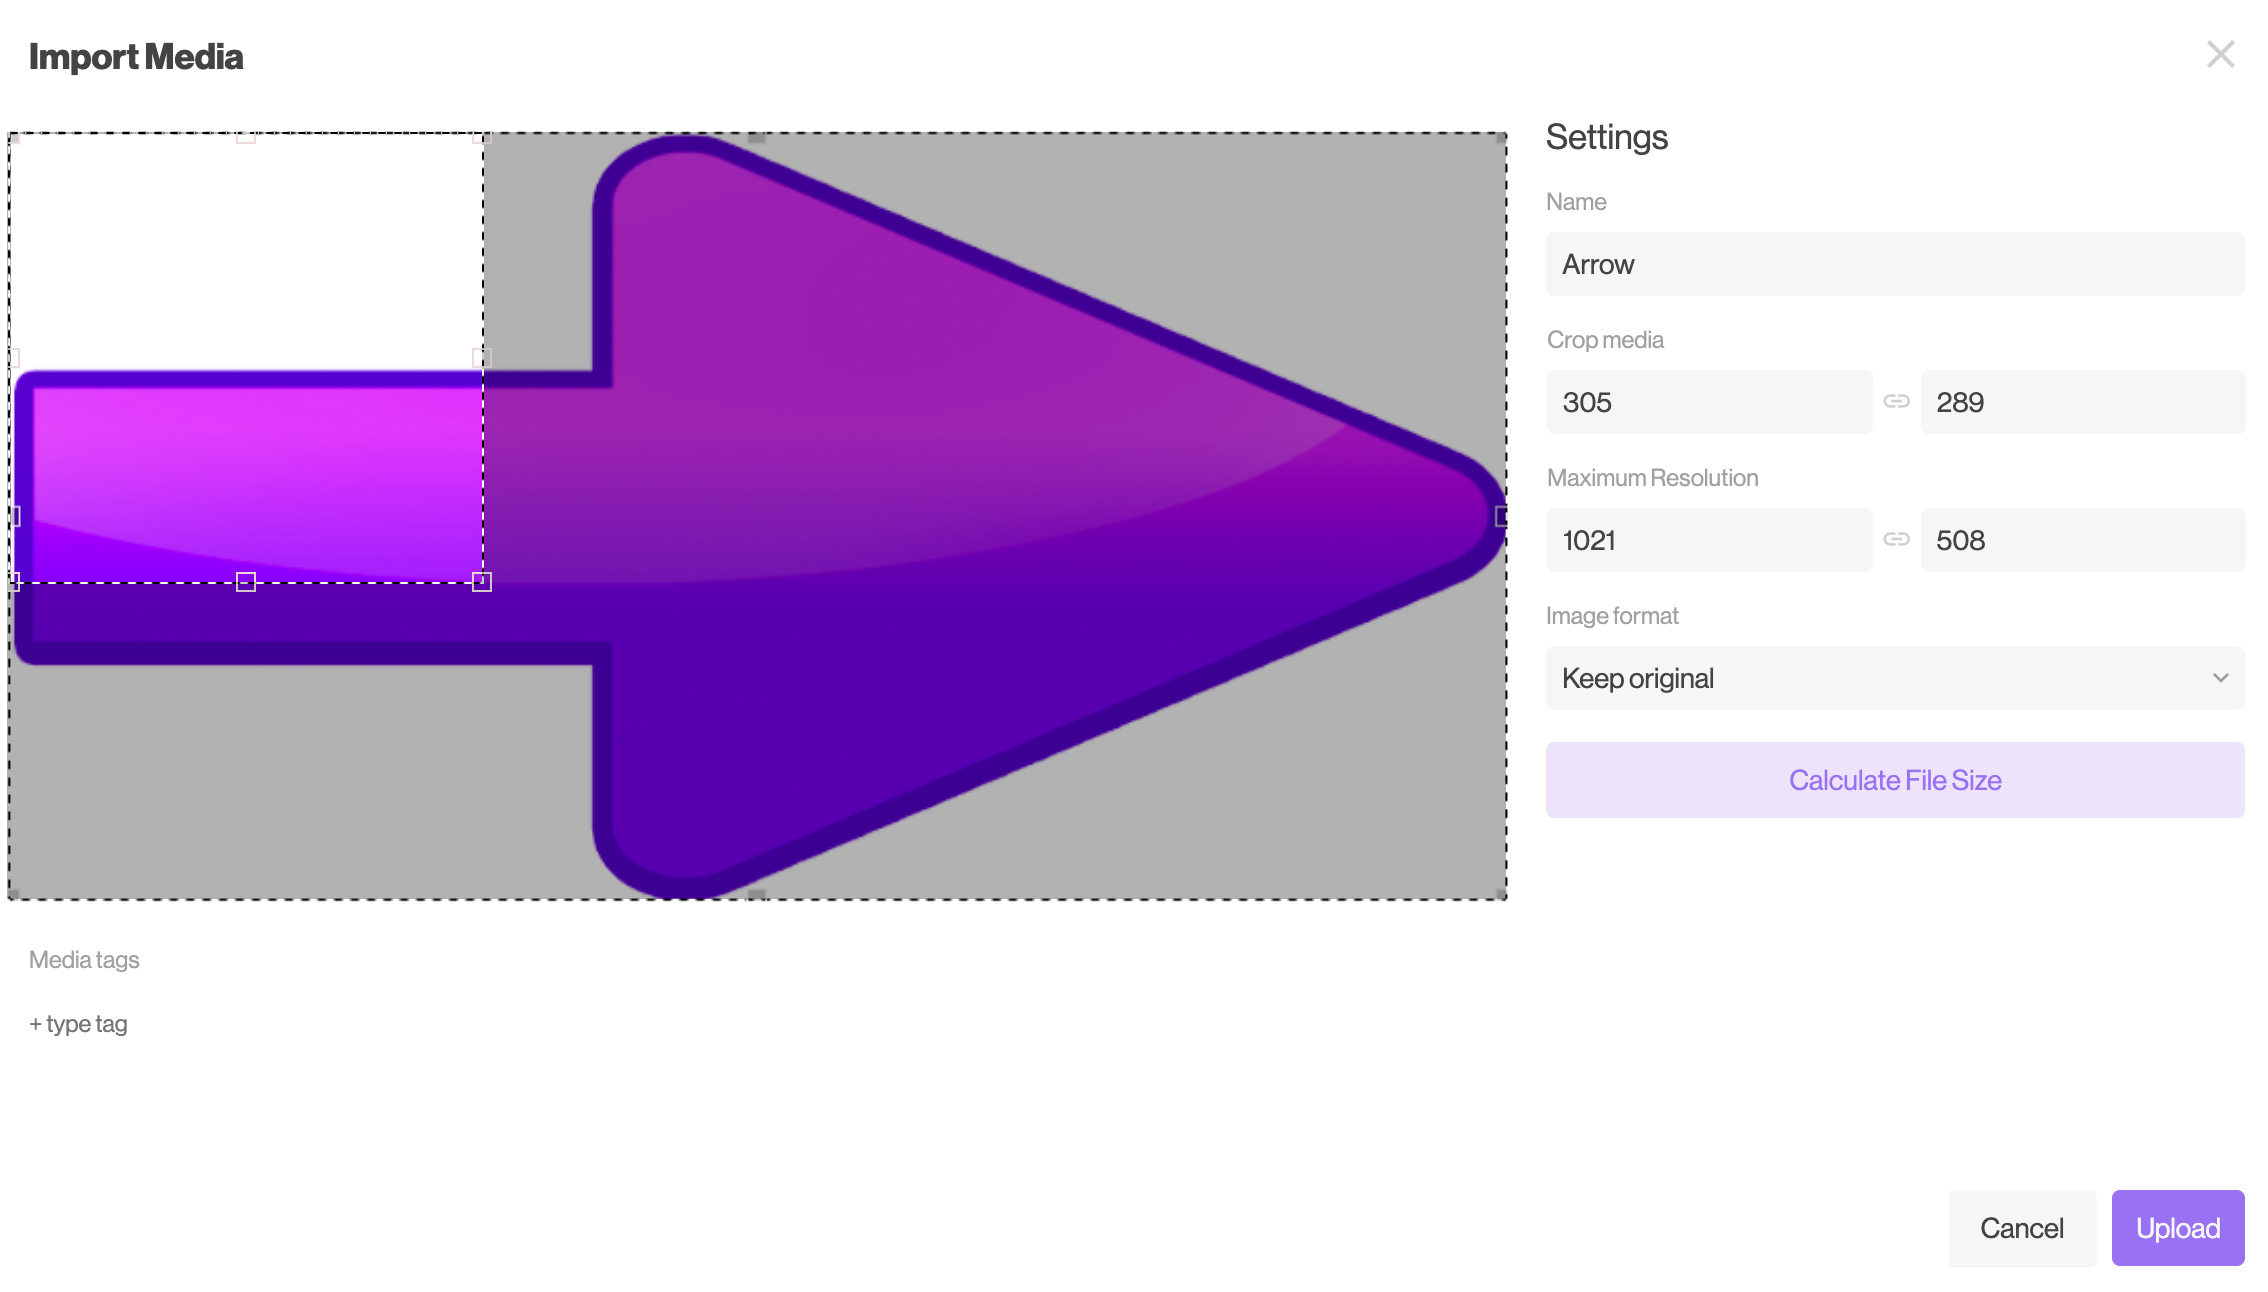 Import Media
Settings
Name
Arrow
Crop media
305 289
Maximum Resolution
1021 508
Image format
Keep original
Calculate File Size
Media tags
+ type tag
Cancel Upload